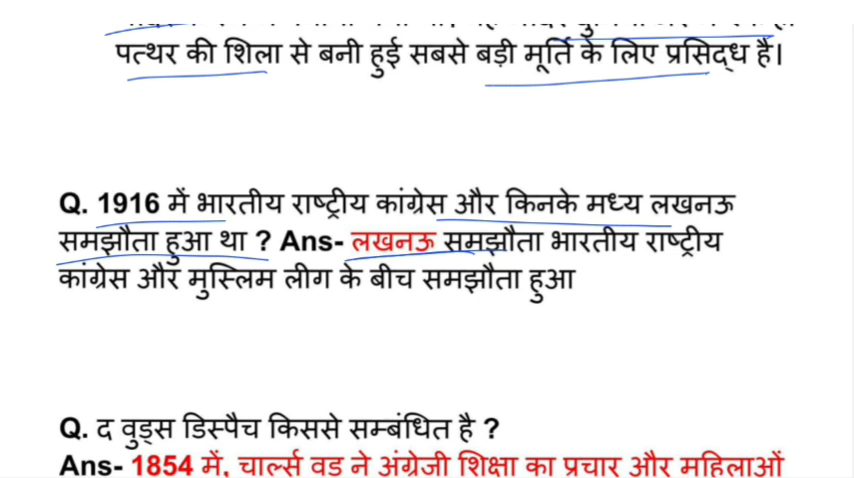 पत्थर की शिला से बनी हुई सबसे बड़ी मूर्ति के लिए प्रसिद्ध है।
Q. 1916 में भारतीय राष्ट्रीय कांग्रेस और किनके मध्य लखनऊ
समझौता हुआ था ? Ans- लखनऊ समझौता भारतीय राष्ट्रीय
कांग्रेस और मुस्लिम लीग के बीच समझौता हुआ
Q. द वुड्स डिस्पैच किससे सम्बंधित है ?
Ans- 1854 में, चार्ल्स वुड ने अंग्रेजी शिक्षा का प्रचार और महिलाओं